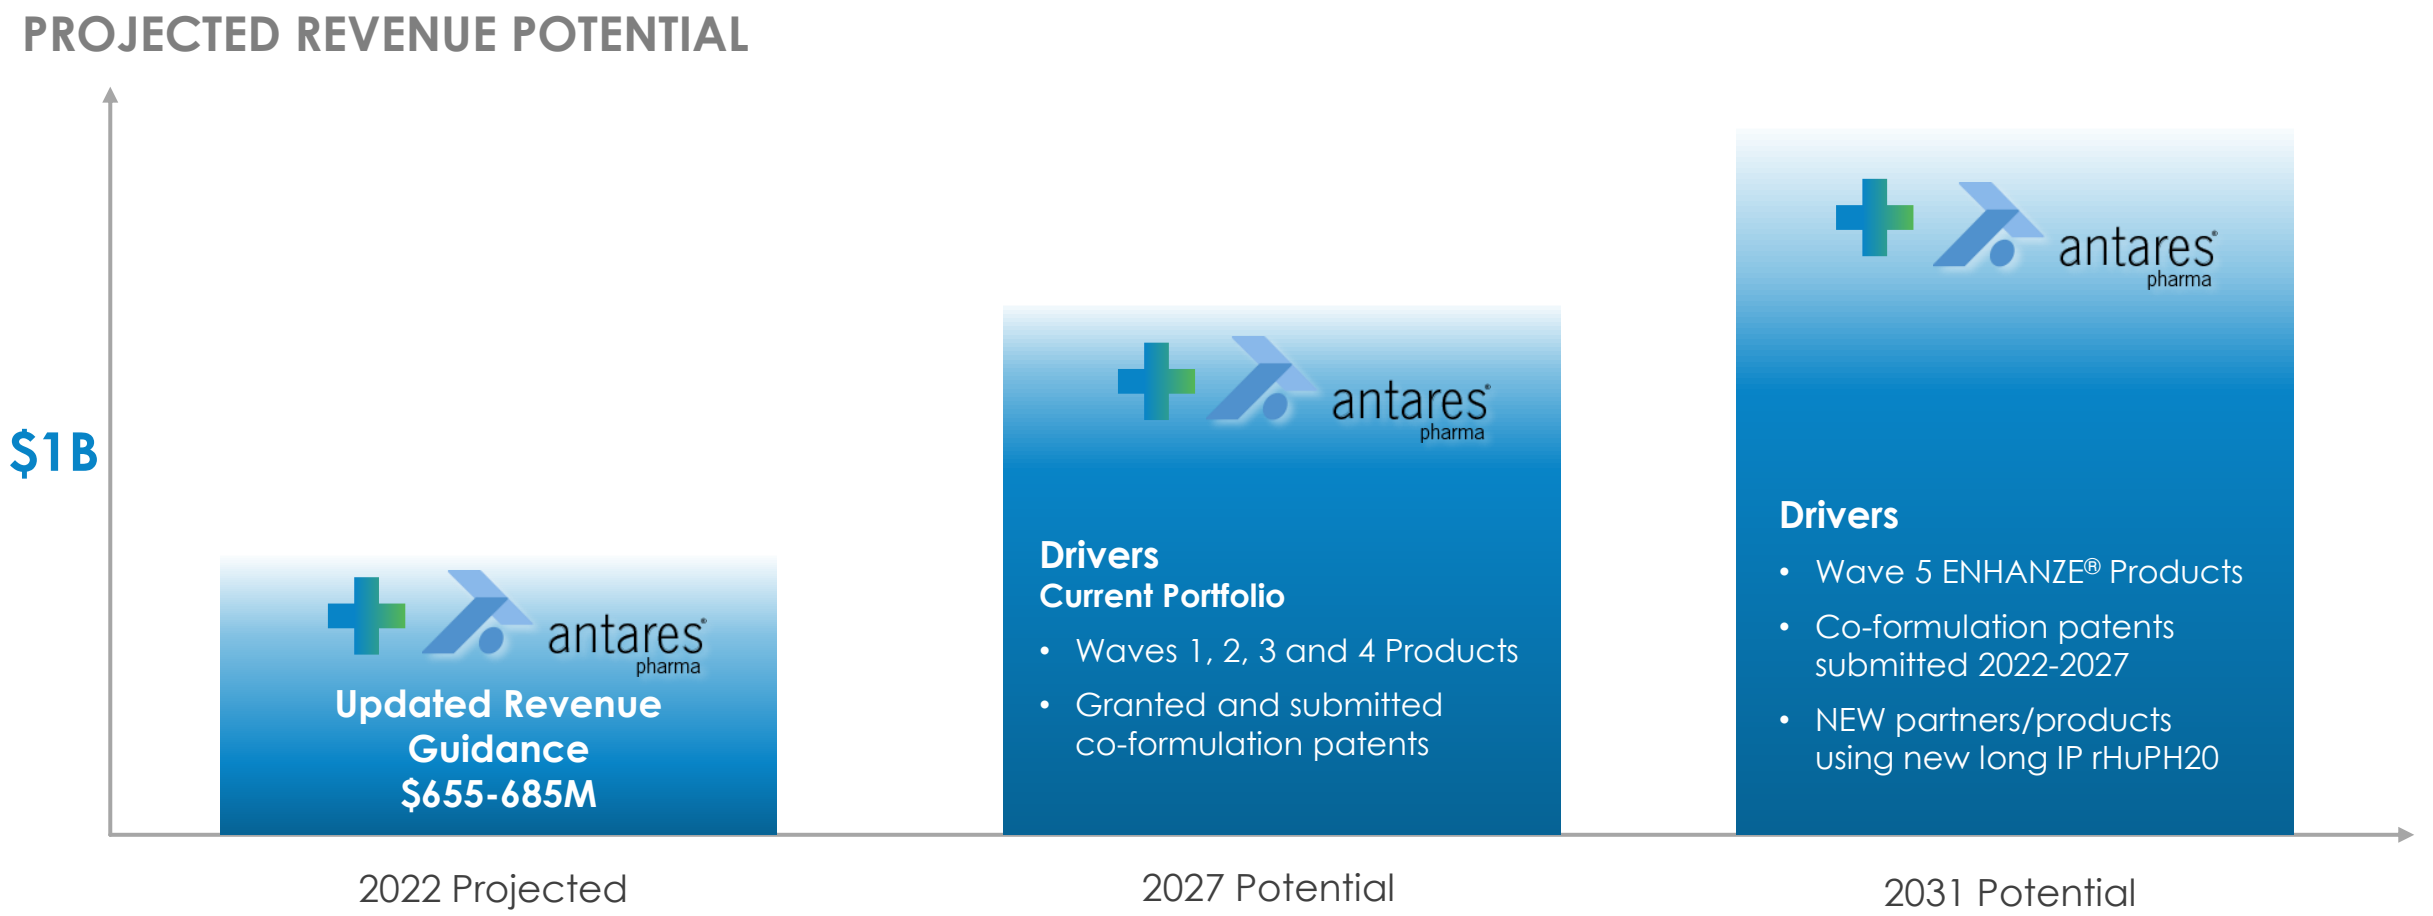 PROJECTED REVENUE POTENTIAL
$1B
antares®
pharma
Updated Revenue
Guidance
$655-685M
2022 Projected
antares®
pharma
Drivers
Current Portfolio
• Waves 1, 2, 3 and 4 Products
• Granted and submitted
co-formulation patents
2027 Potential
antares®
pharma
Drivers
• Wave 5 ENHANZE® Products
• Co-formulation patents
submitted 2022-2027
• NEW partners/products
using new long IP rHuPH20
2031 Potential